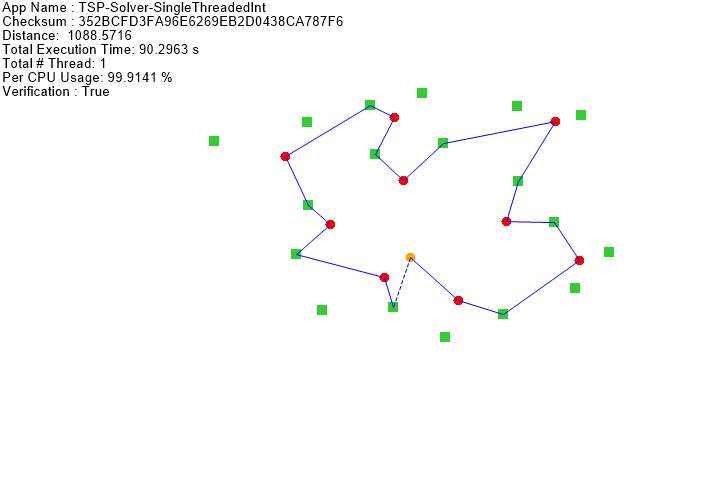 App Name : TSP-Solver-SingleThreadedInt
Checksum : 352BCFD3FA96E6269EB2D0438CA787F6
Distance:  1088.5716
Total Execution Time: 90.2963 s
Total # Thread: 1
Per CPU Usage: 99.9141 %
Verification : True